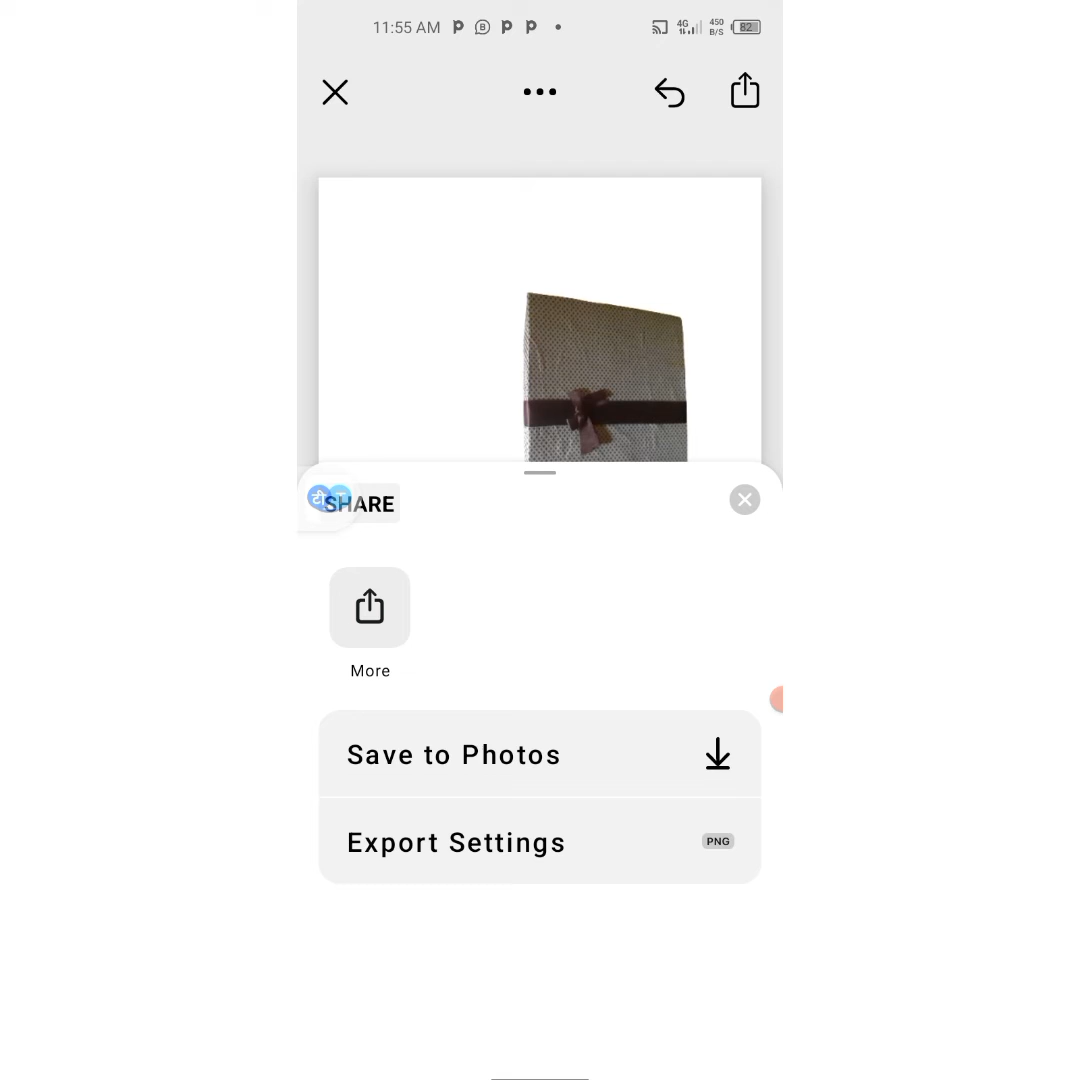 11:55 AM
4G
450
B/S
82
SHARE
टी
More
Save to Photos
Export Settings
PNG